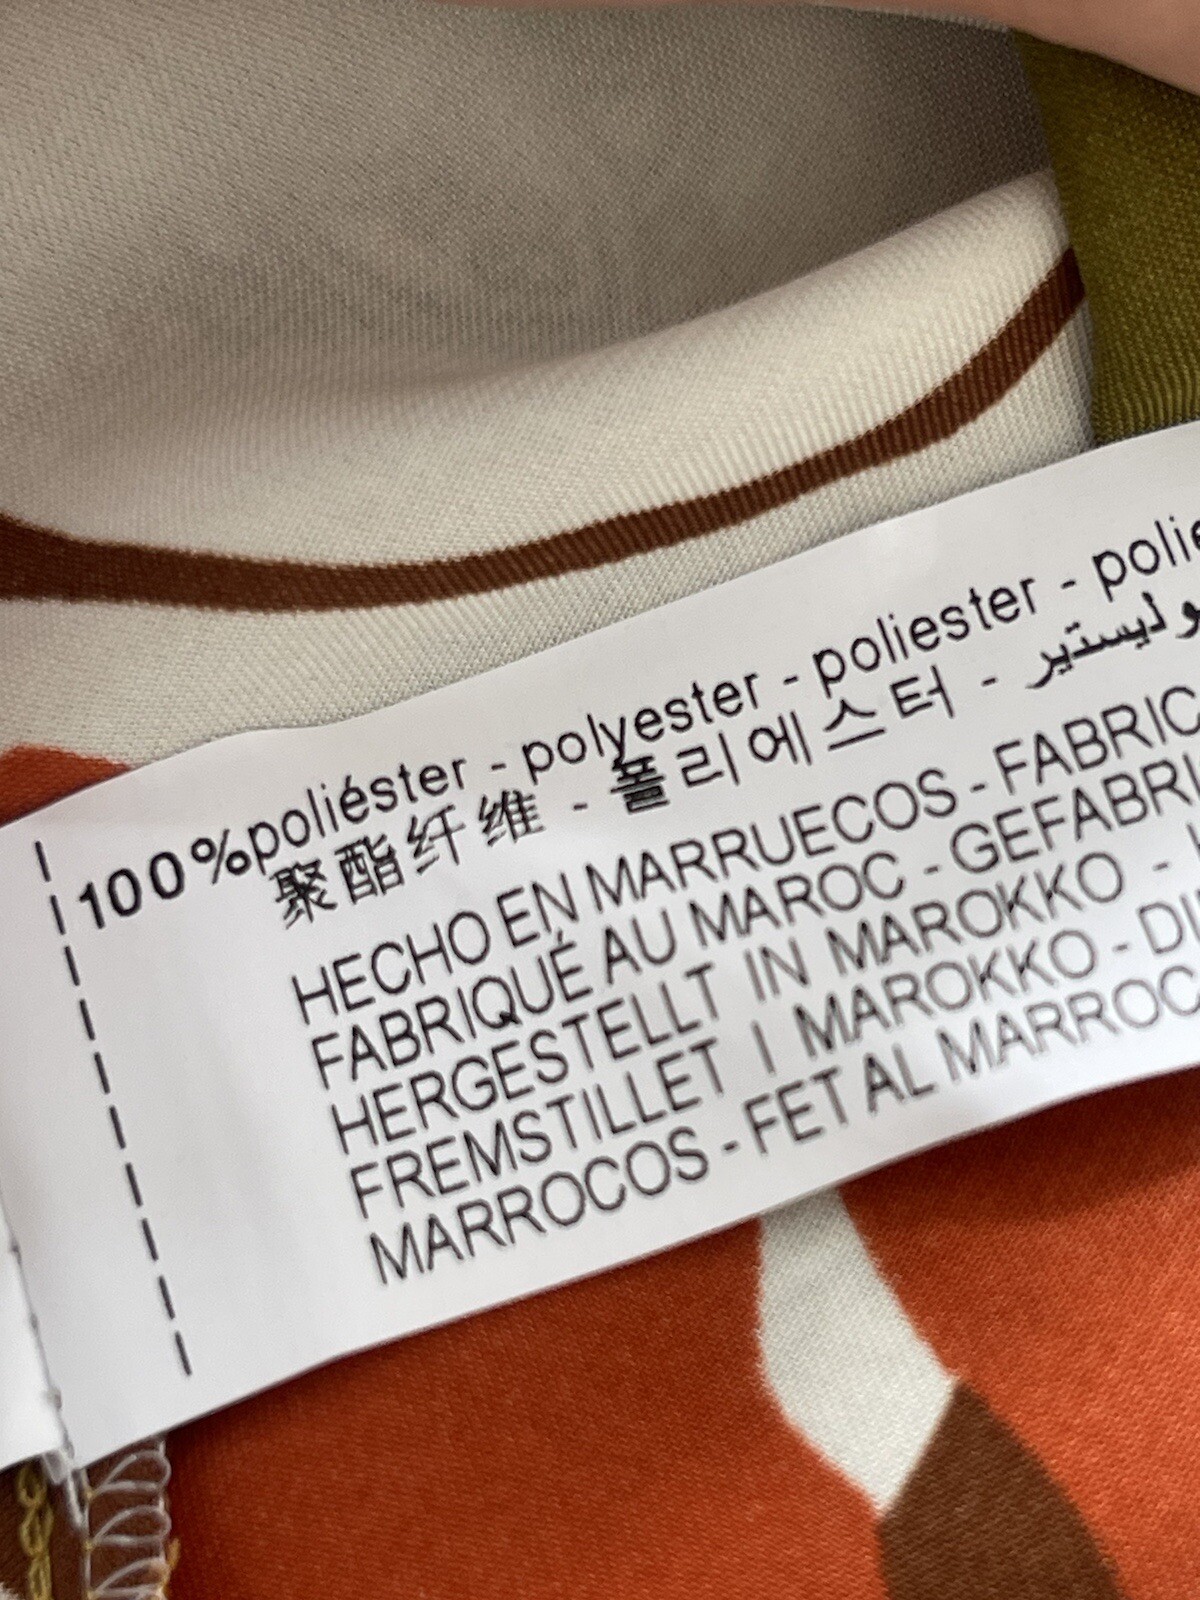 100%poliéster - polyester - poliester - polie
聚酯纤维 - 폴리에스터 - وليستير
HECHO EN MARRUECOS - FABRIC
FABRIQUÉ AU MAROC - GEFABRI
HERGESTELLT IN MAROKKO -
FREMSTILLET I MAROKKO - DI
MARROCOS - FET AL MARROC